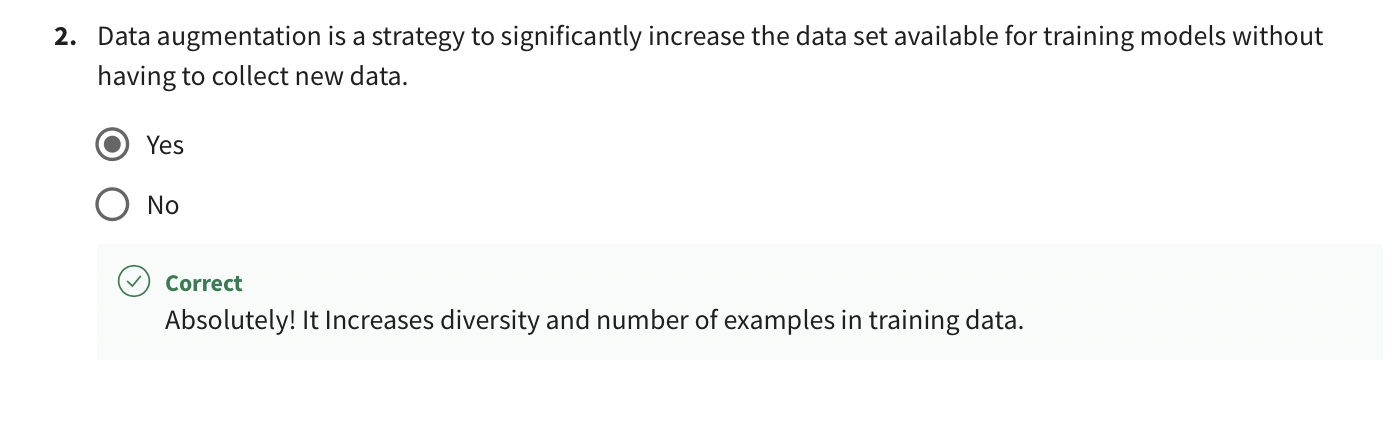 2. Data augmentation is a strategy to significantly increase the data set available for training models without
having to collect new data.
Yes
No
Correct
Absolutely! It Increases diversity and number of examples in training data.